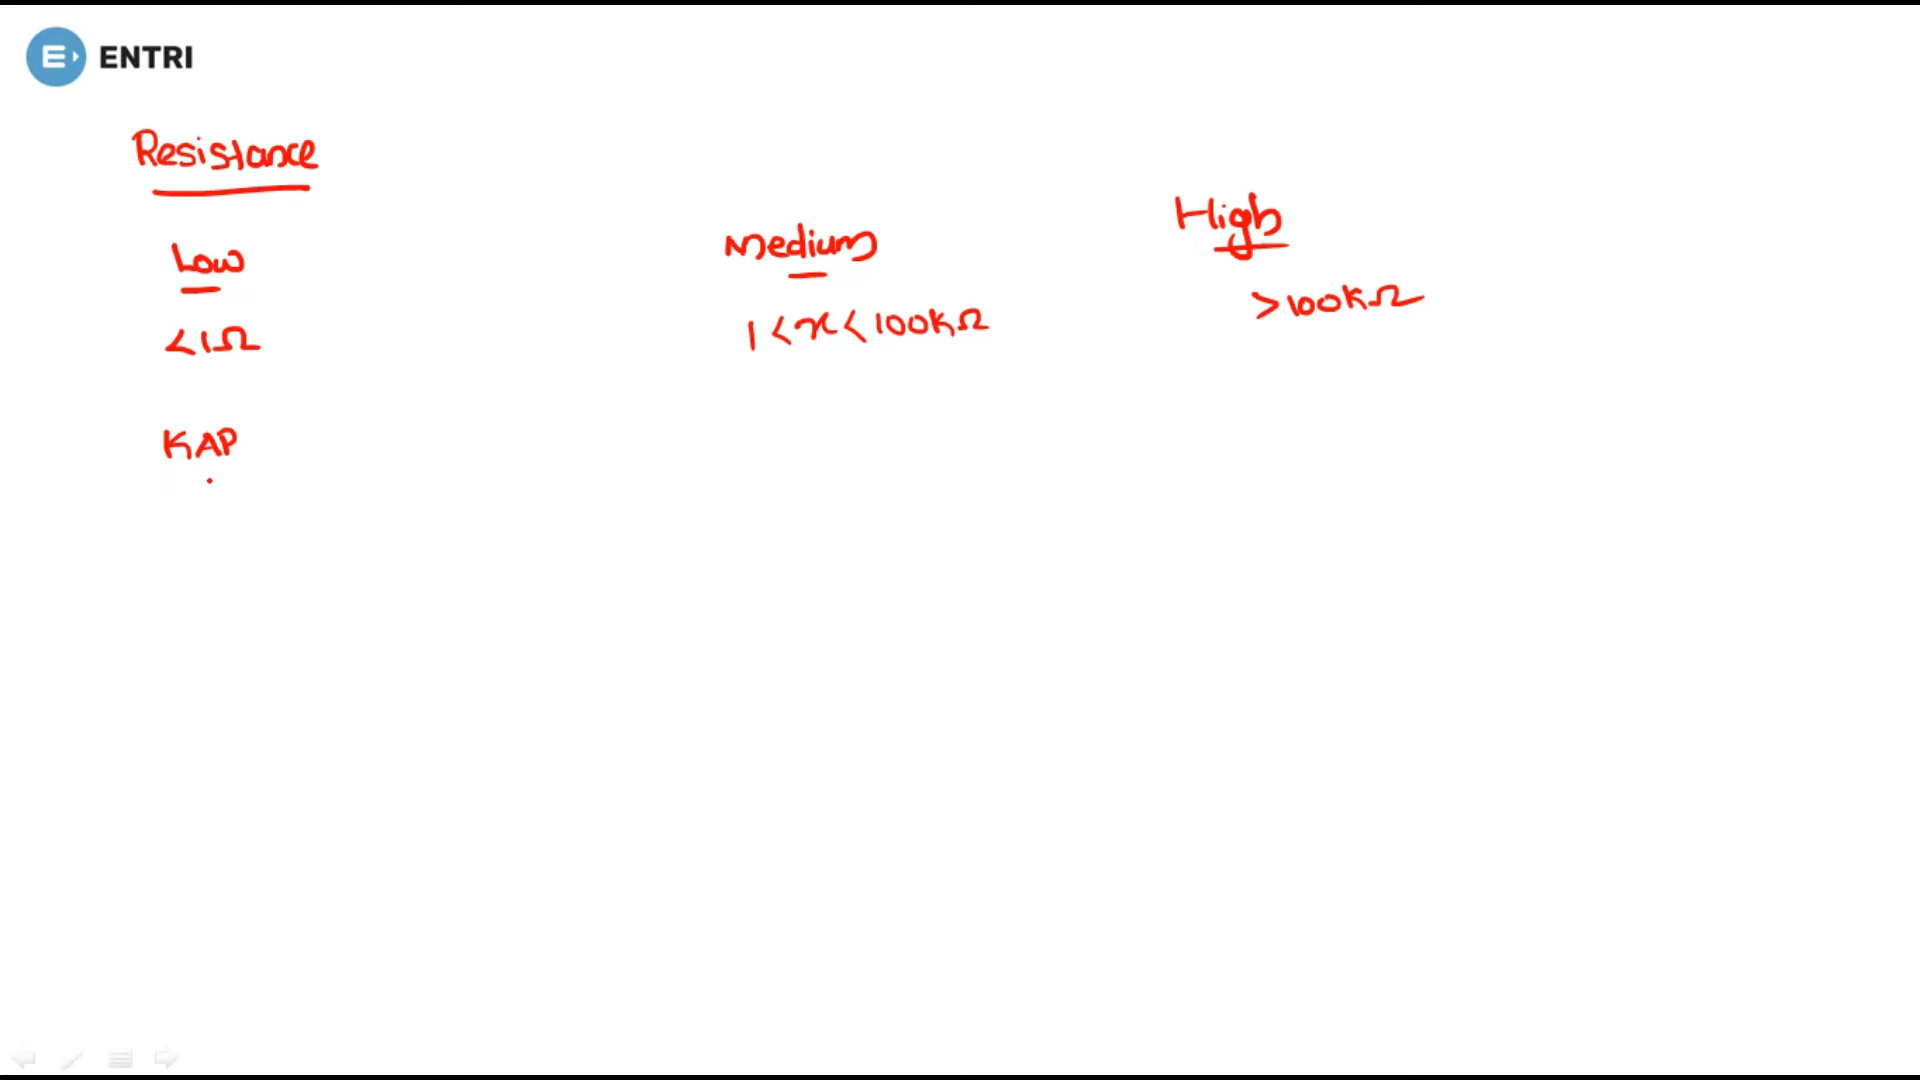 ENTRI
Resistance
Low
<1Ω
KAP
Medium
1<x<100KΩ
High
>100KΩ